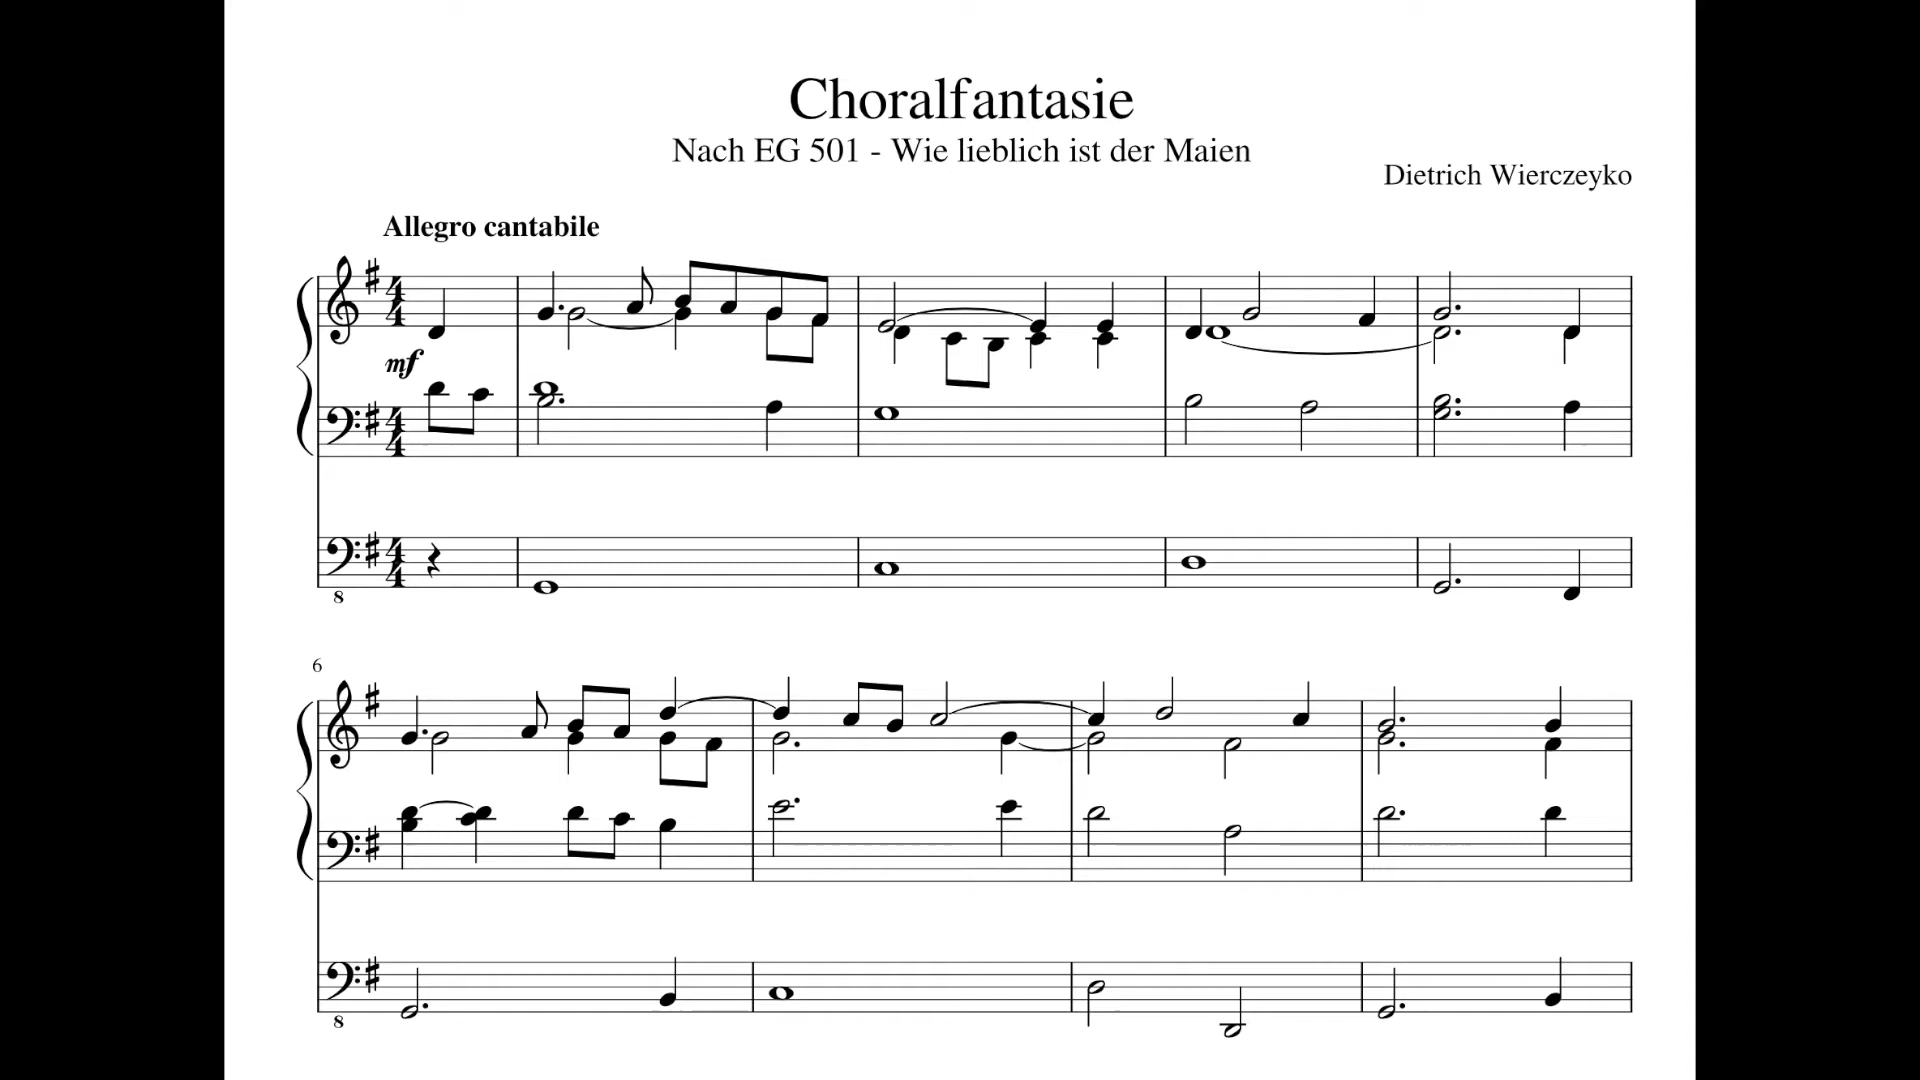 Choralfantasie
Nach EG 501 - Wie lieblich ist der Maien
Dietrich Wierczeyko
Allegro cantabile
mf
8
6
8